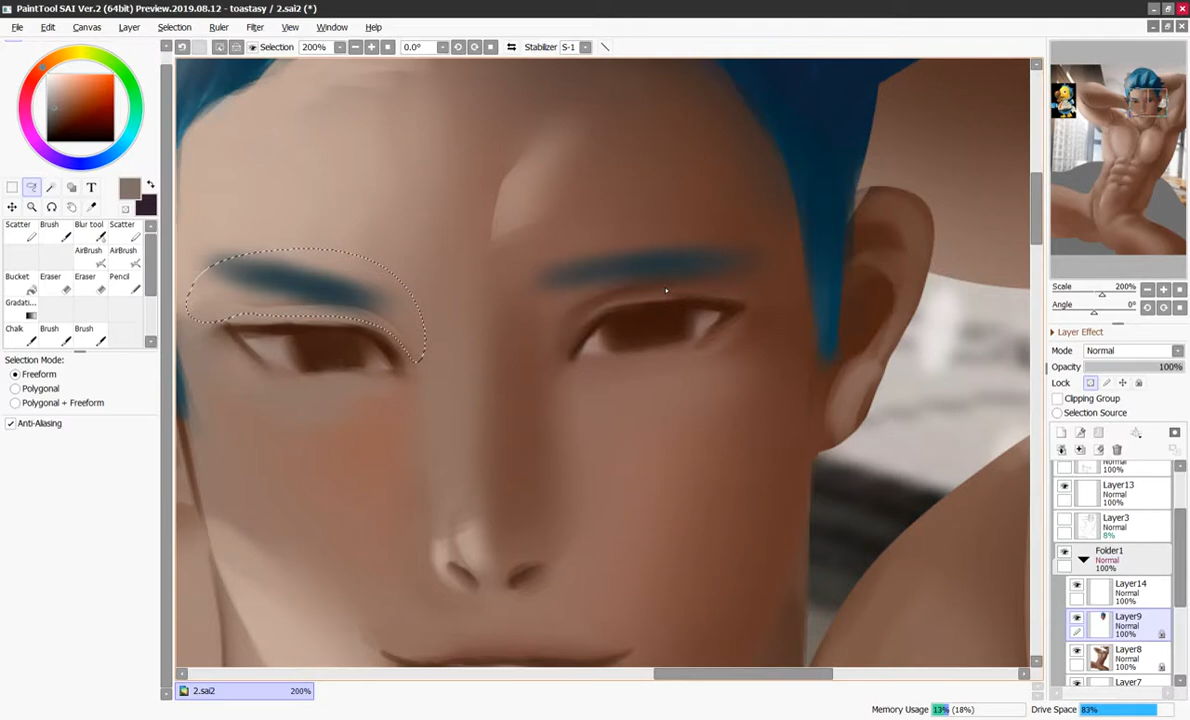 PaintTool SAI Ver.2 (64bit) Preview.2019.08.12 - toastasy / 2.sai2 (*)
File Edit Canvas Layer Selection Ruler Filter View Window Help
Selection 200% 0.0° Stabilizer S-1
T
Scatter Brush Blur tool Scatter
AirBrush AirBrush
Bucket Eraser Eraser Pencil
Gradati...
Chalk Brush Brush
Selection Mode:
Freeform
Polygonal
Polygonal + Freeform
Anti-Aliasing
Scale 200%
Angle 0°
Layer Effect
Mode Normal
Opacity 100%
Lock
Clipping Group
Selection Source
Normal
100%
Layer13
Normal
100%
Layer3
8%
Folder1
Normal
100%
Layer14
Normal
100%
Layer9
Normal
100%
Layer8
Normal
100%
Layer7
2.sai2 200%
Memory Usage 13% (18%) Drive Space 83%